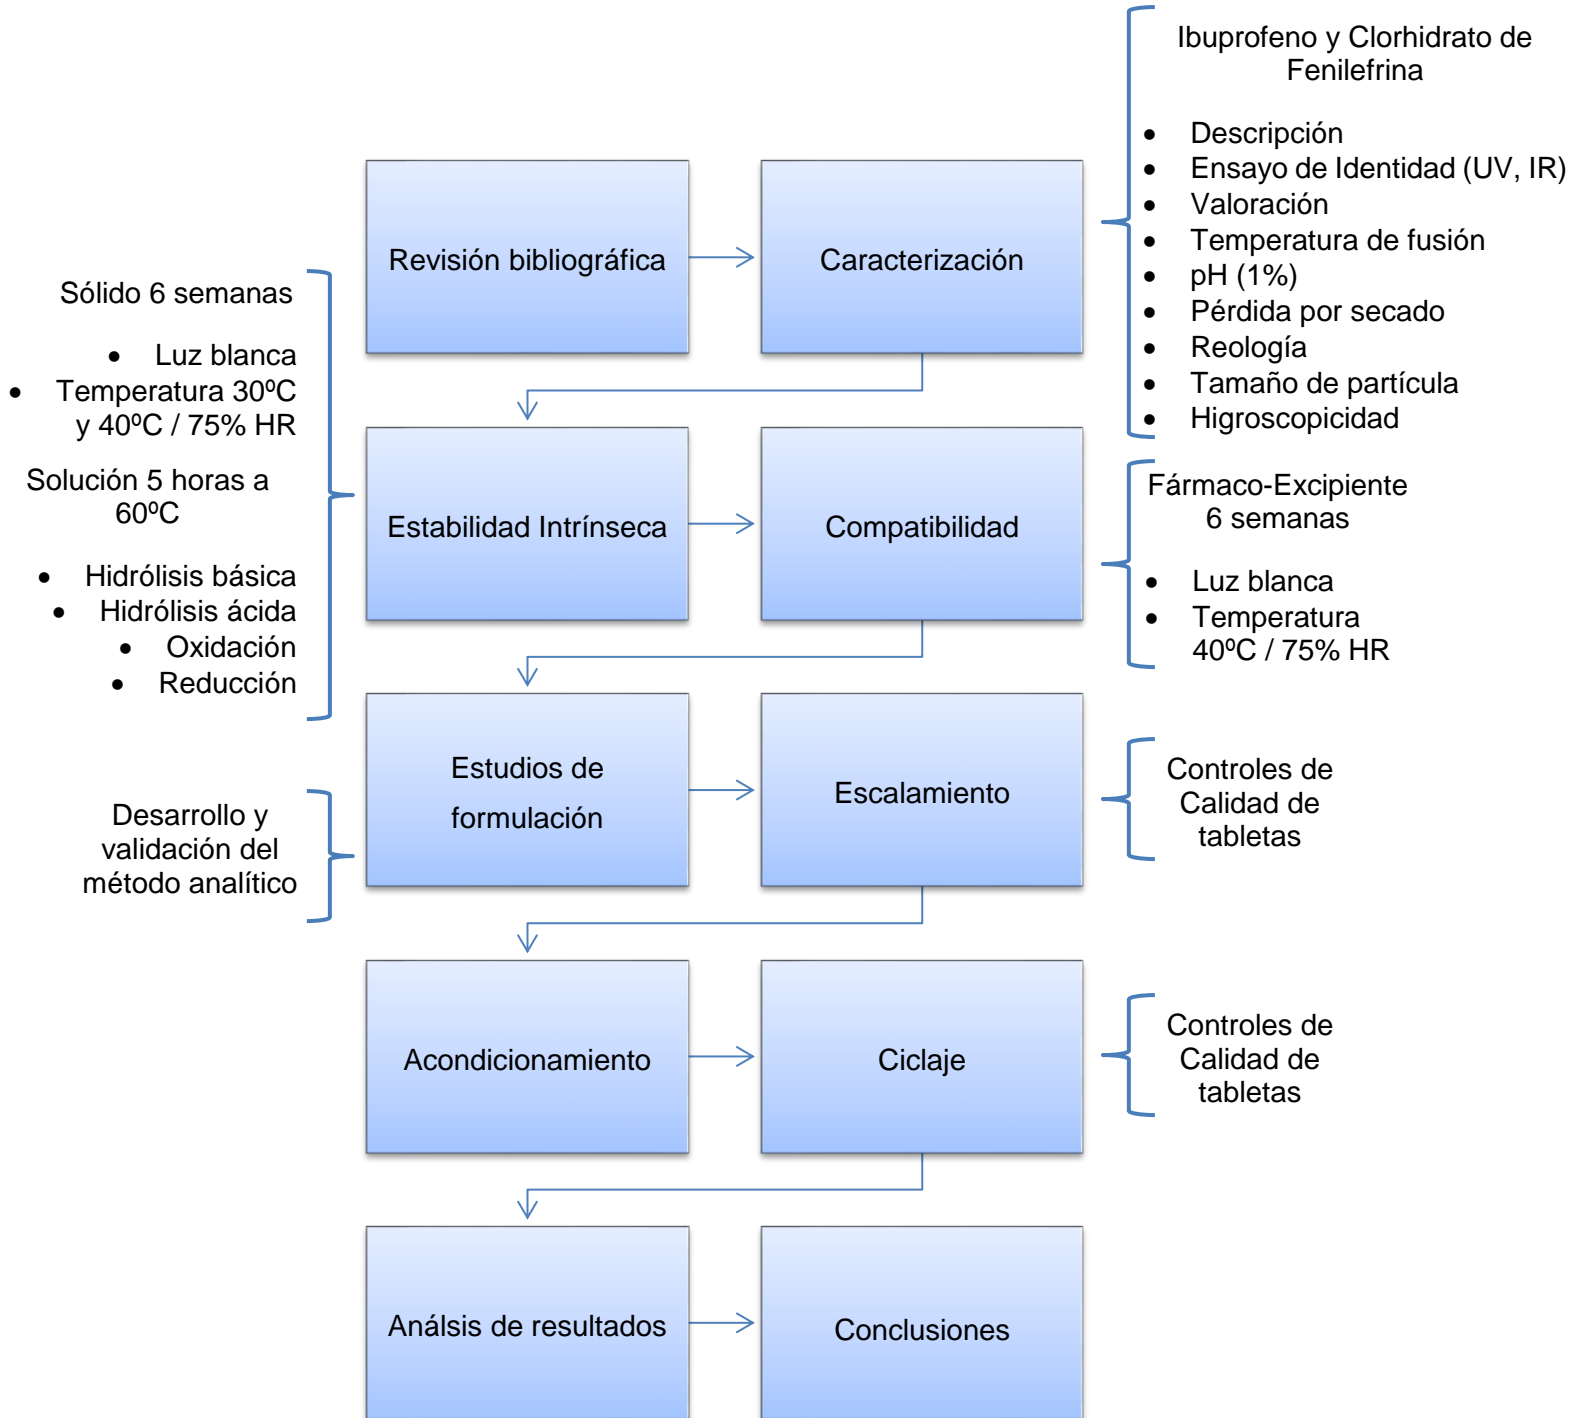 Revisión bibliográfica
Caracterización
Ibuprofeno y Clorhidrato de
Fenilefrina
• Descripción
• Ensayo de Identidad (UV, IR)
• Valoración
• Temperatura de fusión
• pH (1%)
• Pérdida por secado
• Reología
• Tamaño de partícula
• Higroscopicidad
Sólido 6 semanas
• Luz blanca
• Temperatura 30ºC
y 40ºC / 75% HR
Solución 5 horas a
60ºC
• Hidrólisis básica
• Hidrólisis ácida
• Oxidación
• Reducción
Estabilidad Intrínseca
Compatibilidad
Fármaco-Excipiente
6 semanas
• Luz blanca
• Temperatura
40ºC / 75% HR
Desarrollo y
validación del
método analítico
Estudios de
formulación
Escalamiento
Controles de
Calidad de
tabletas
Acondicionamiento
Ciclaje
Controles de
Calidad de
tabletas
Análsis de resultados
Conclusiones